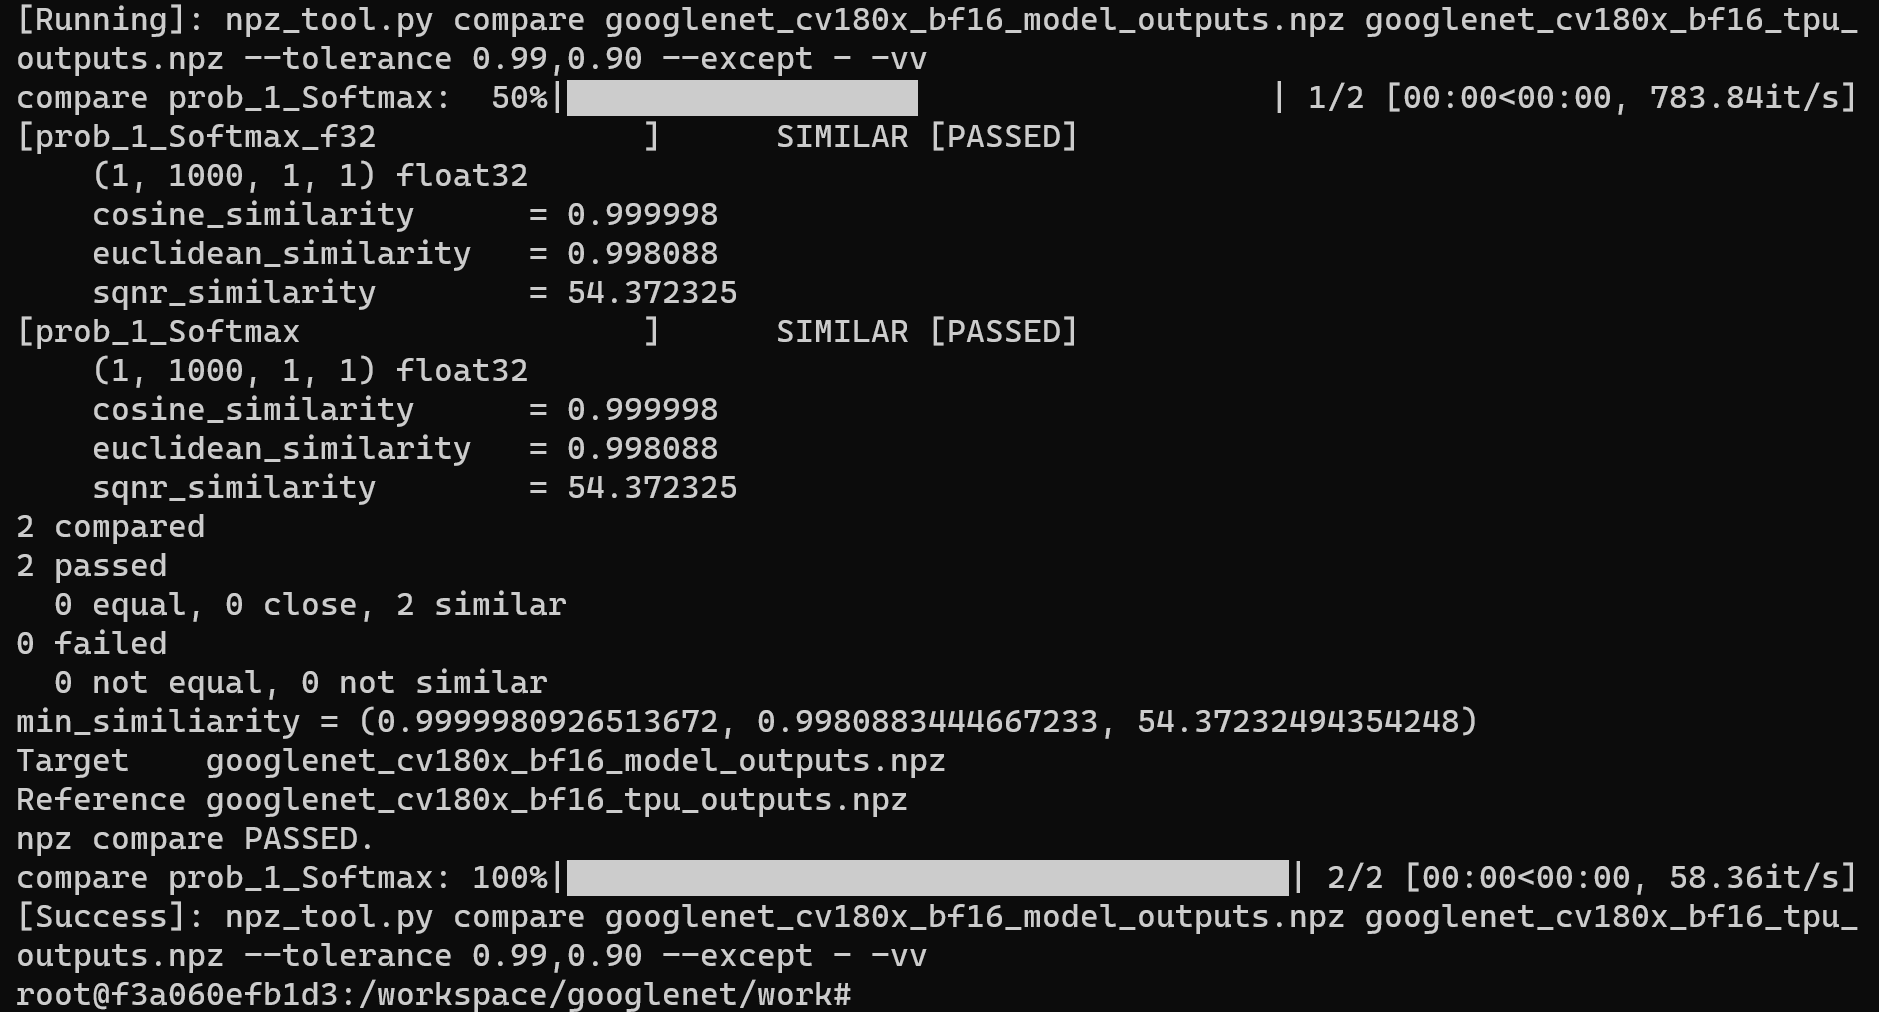 [Running]: npz_tool.py compare googlenet_cv180x_bf16_model_outputs.npz googlenet_cv180x_bf16_tpu_
outputs.npz --tolerance 0.99,0.90 --except - -vv
compare prob_1_Softmax:  50%|          | 1/2 [00:00<00:00, 783.84it/s]
[prob_1_Softmax_f32              ]      SIMILAR [PASSED]
    (1, 1000, 1, 1) float32
    cosine_similarity      = 0.999998
    euclidean_similarity   = 0.998088
    sqnr_similarity        = 54.372325
[prob_1_Softmax                  ]      SIMILAR [PASSED]
    (1, 1000, 1, 1) float32
    cosine_similarity      = 0.999998
    euclidean_similarity   = 0.998088
    sqnr_similarity        = 54.372325
2 compared
2 passed
  0 equal, 0 close, 2 similar
0 failed
  0 not equal, 0 not similar
min_similiarity = (0.9999980926513672, 0.9980883444667233, 54.37232494354248)
Target    googlenet_cv180x_bf16_model_outputs.npz
Reference googlenet_cv180x_bf16_tpu_outputs.npz
npz compare PASSED.
compare prob_1_Softmax: 100%|          | 2/2 [00:00<00:00, 58.36it/s]
[Success]: npz_tool.py compare googlenet_cv180x_bf16_model_outputs.npz googlenet_cv180x_bf16_tpu_
outputs.npz --tolerance 0.99,0.90 --except - -vv
root@f3a060efb1d3:/workspace/googlenet/work#